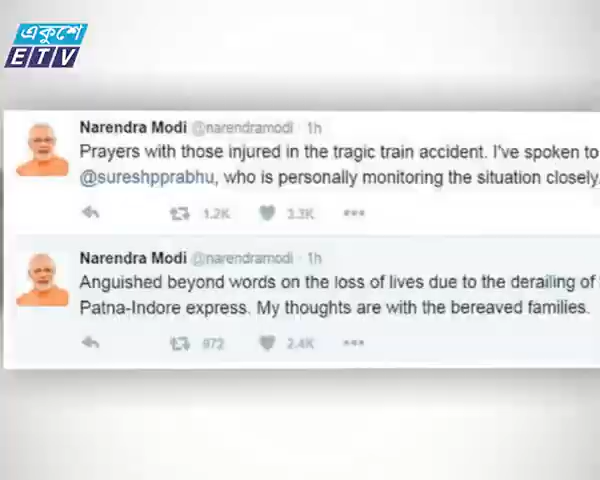 একুশে
ETV
Narendra Modi @narendramodi · 1h
Prayers with those injured in the tragic train accident. I've spoken to
@sureshpprabhu, who is personally monitoring the situation closely.
1.2K 3.3K
Narendra Modi @narendramodi · 1h
Anguished beyond words on the loss of lives due to the derailing of
Patna-Indore express. My thoughts are with the bereaved families.
972 2.4K